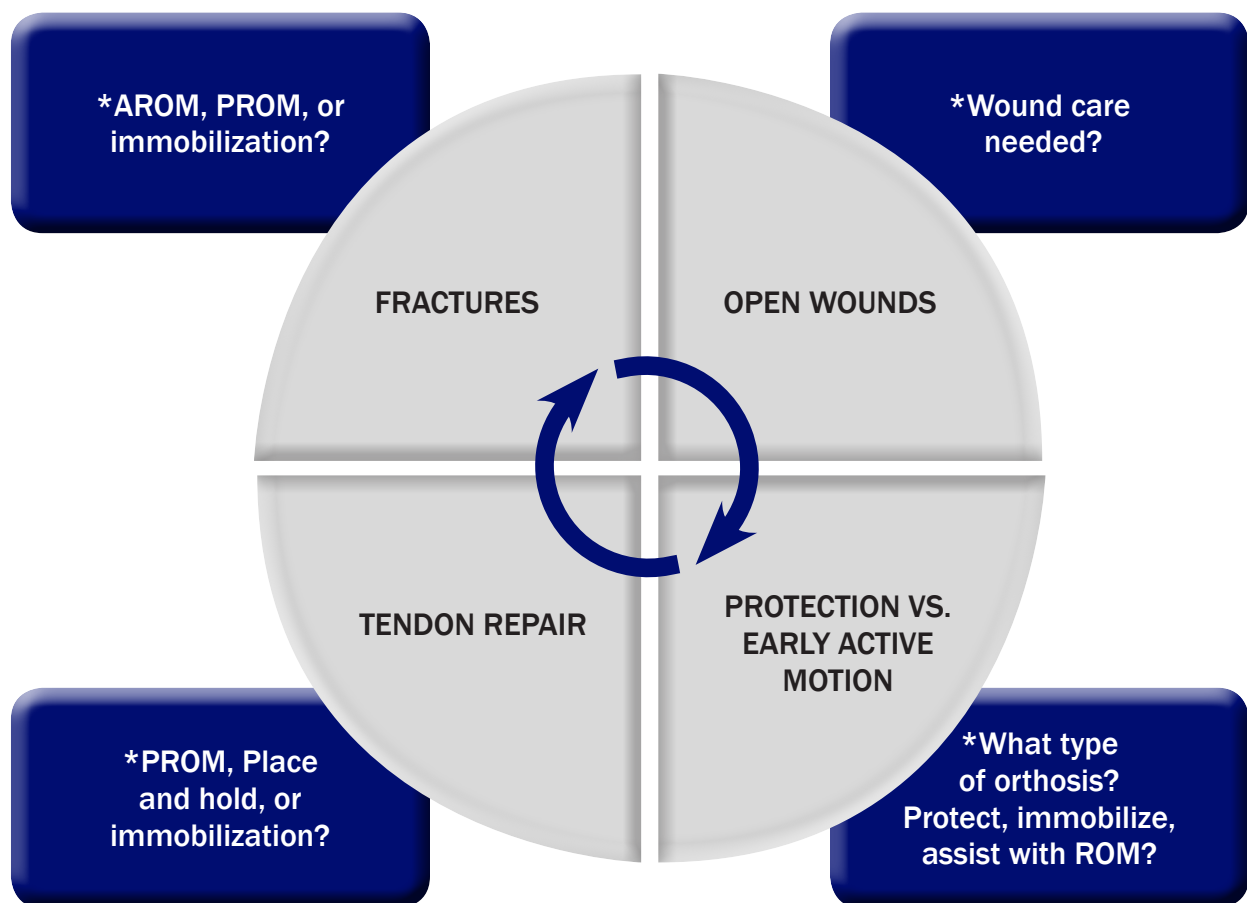 *AROM, PROM, or
immobilization?
*Wound care
needed?
FRACTURES
OPEN WOUNDS
TENDON REPAIR
PROTECTION VS.
EARLY ACTIVE
MOTION
*PROM, Place
and hold, or
immobilization?
*What type
of orthosis?
Protect, immobilize,
assist with ROM?